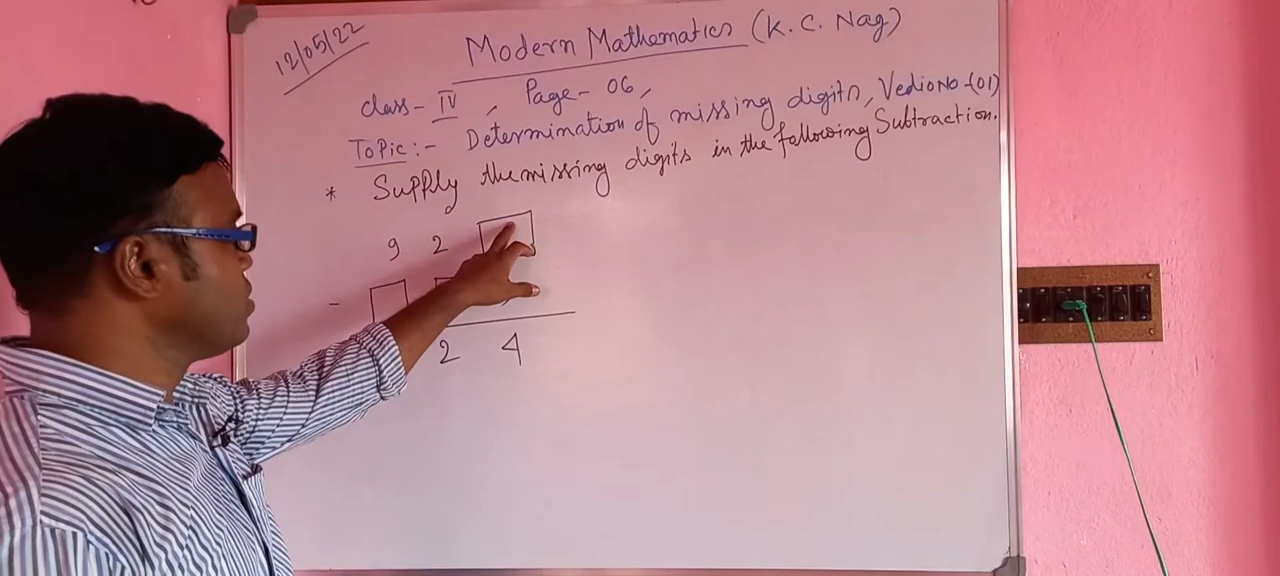 12/05/22
Modern Mathematics (K. C. Nag)
class - IV, Page - 06,
Topic :- Determination of missing digits, Vedio No - (01)
* Supply the missing digits in the following Subtraction.
9 2
-
2 4